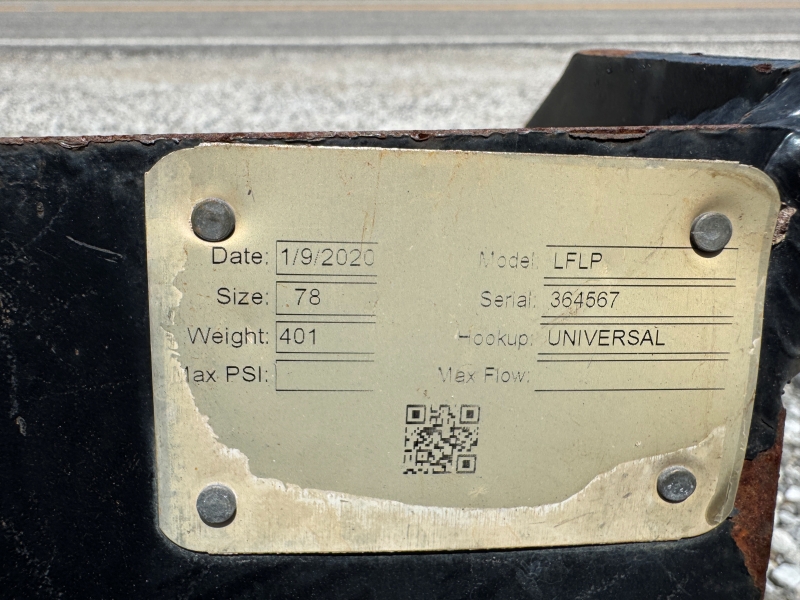 Date: 1/9/2020 Model: LFLP
Size: .78 Serial: 364567
Weight: 401 Hookup: UNIVERSAL
Max PSI: Max Flow: